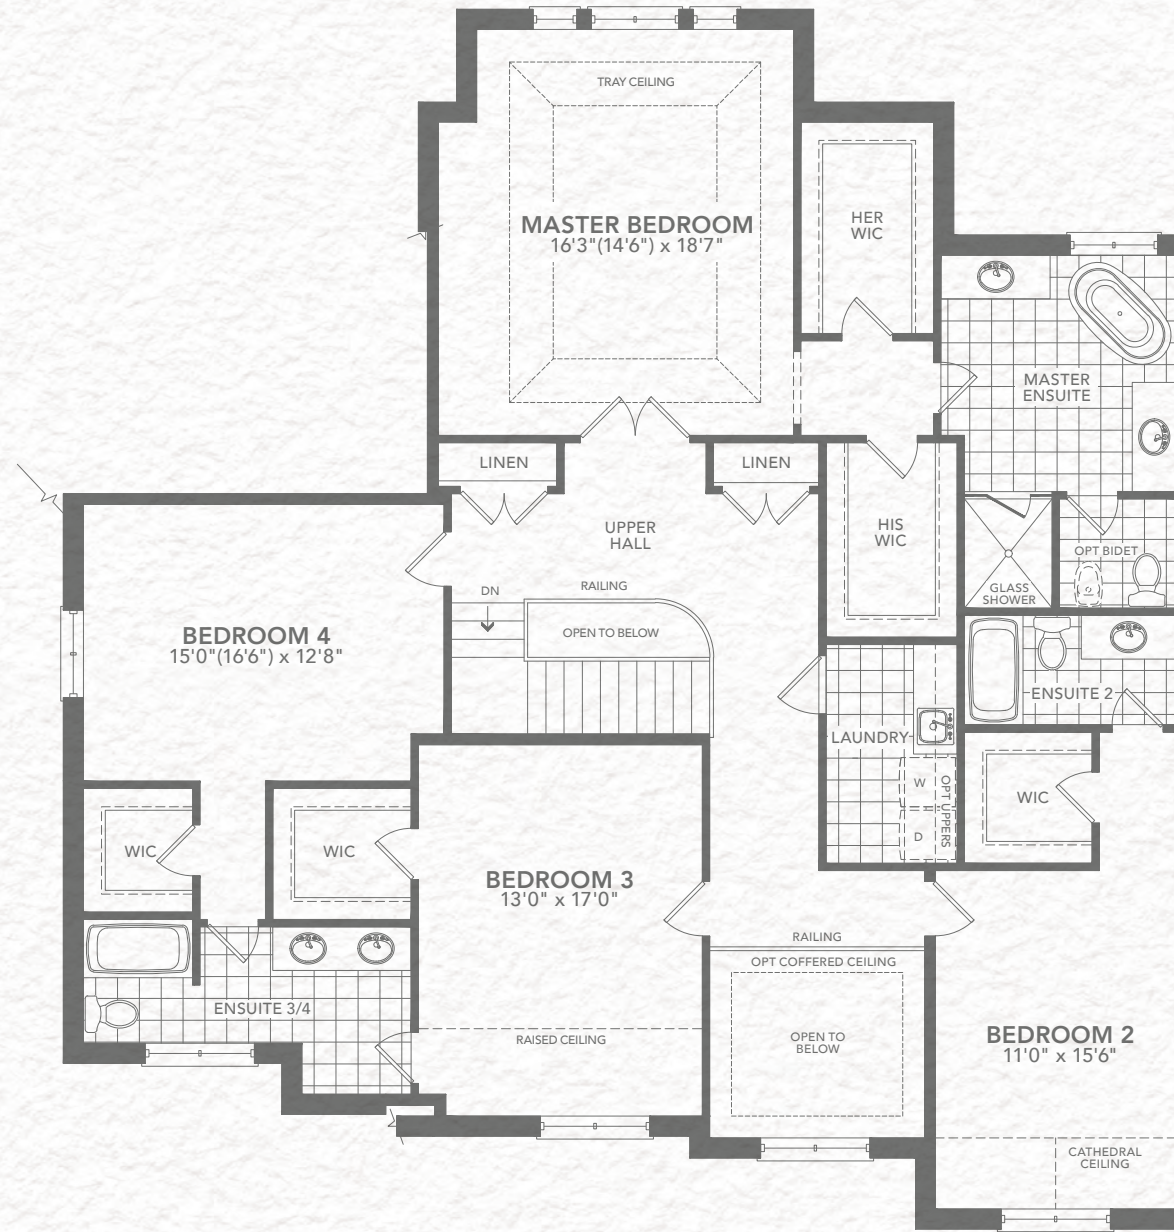 TRAY CEILING
MASTER BEDROOM
16'3"(14'6") x 18'7"
HER
WIC
MASTER
ENSUITE
LINEN
LINEN
UPPER
HALL
HIS
WIC
OPT BIDET
GLASS
SHOWER
DN
RAILING
OPEN TO BELOW
BEDROOM 4
15'0"(16'6") x 12'8"
ENSUITE 2
LAUNDRY
W
D
OPT UPPERS
WIC
WIC
WIC
BEDROOM 3
13'0" x 17'0"
RAILING
OPT COFFERED CEILING
OPEN TO
BELOW
ENSUITE 3/4
RAISED CEILING
BEDROOM 2
11'0" x 15'6"
CATHEDRAL
CEILING